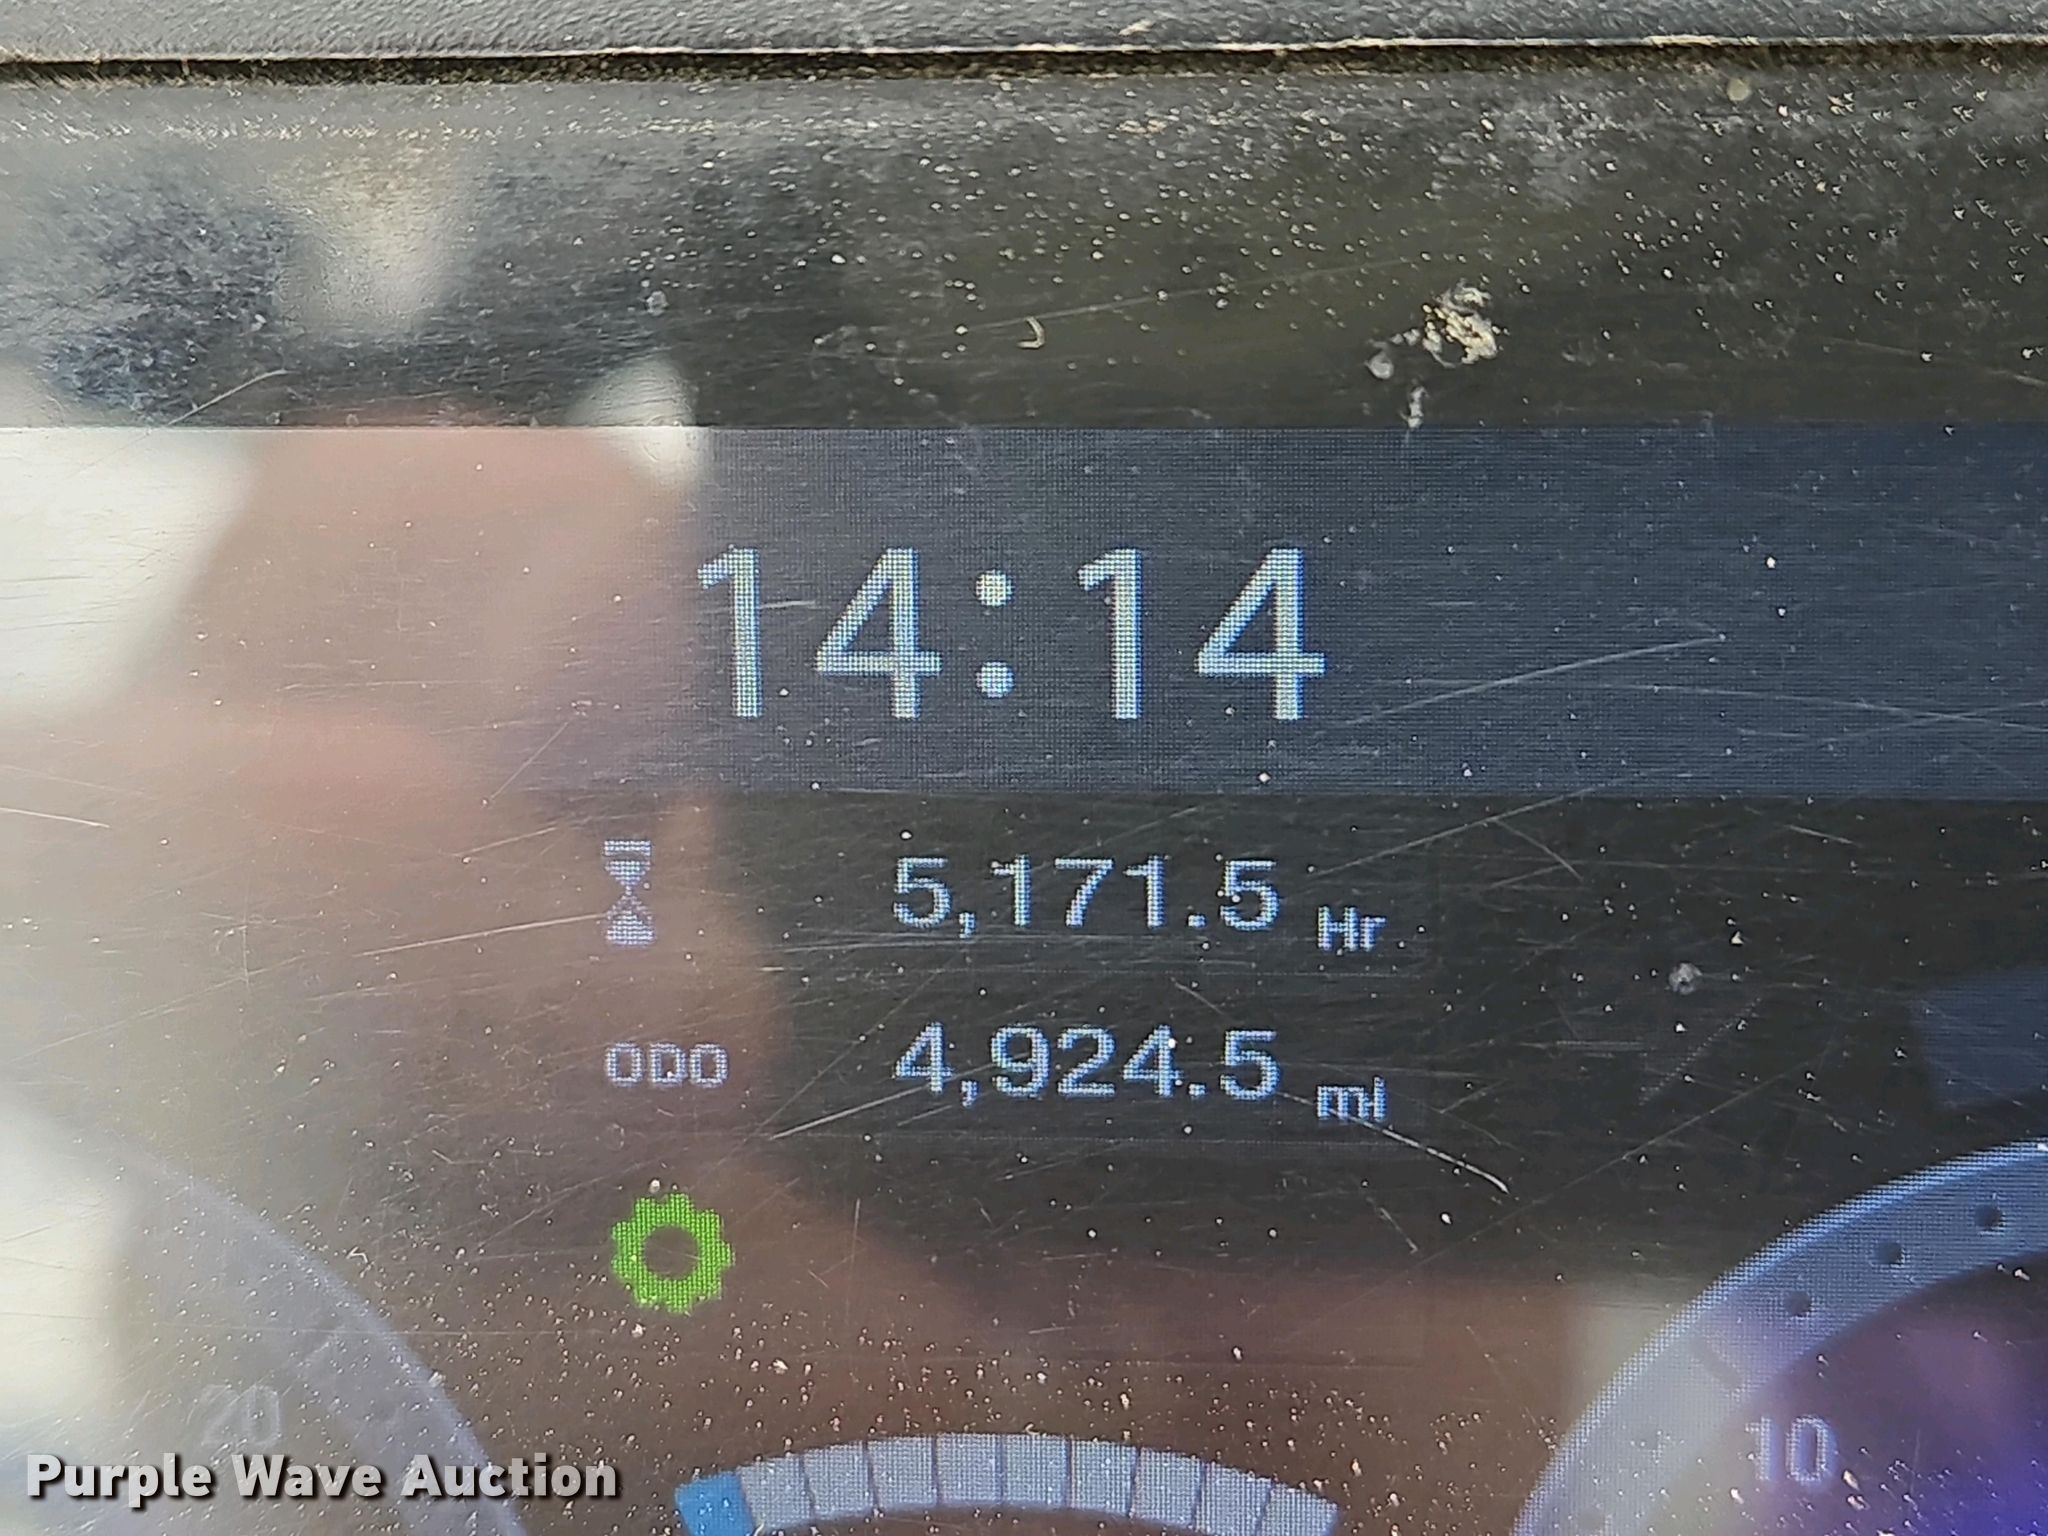 14:14
5,171.5 Hr
ODO 4,924.5 mi
20
10
Purple Wave Auction